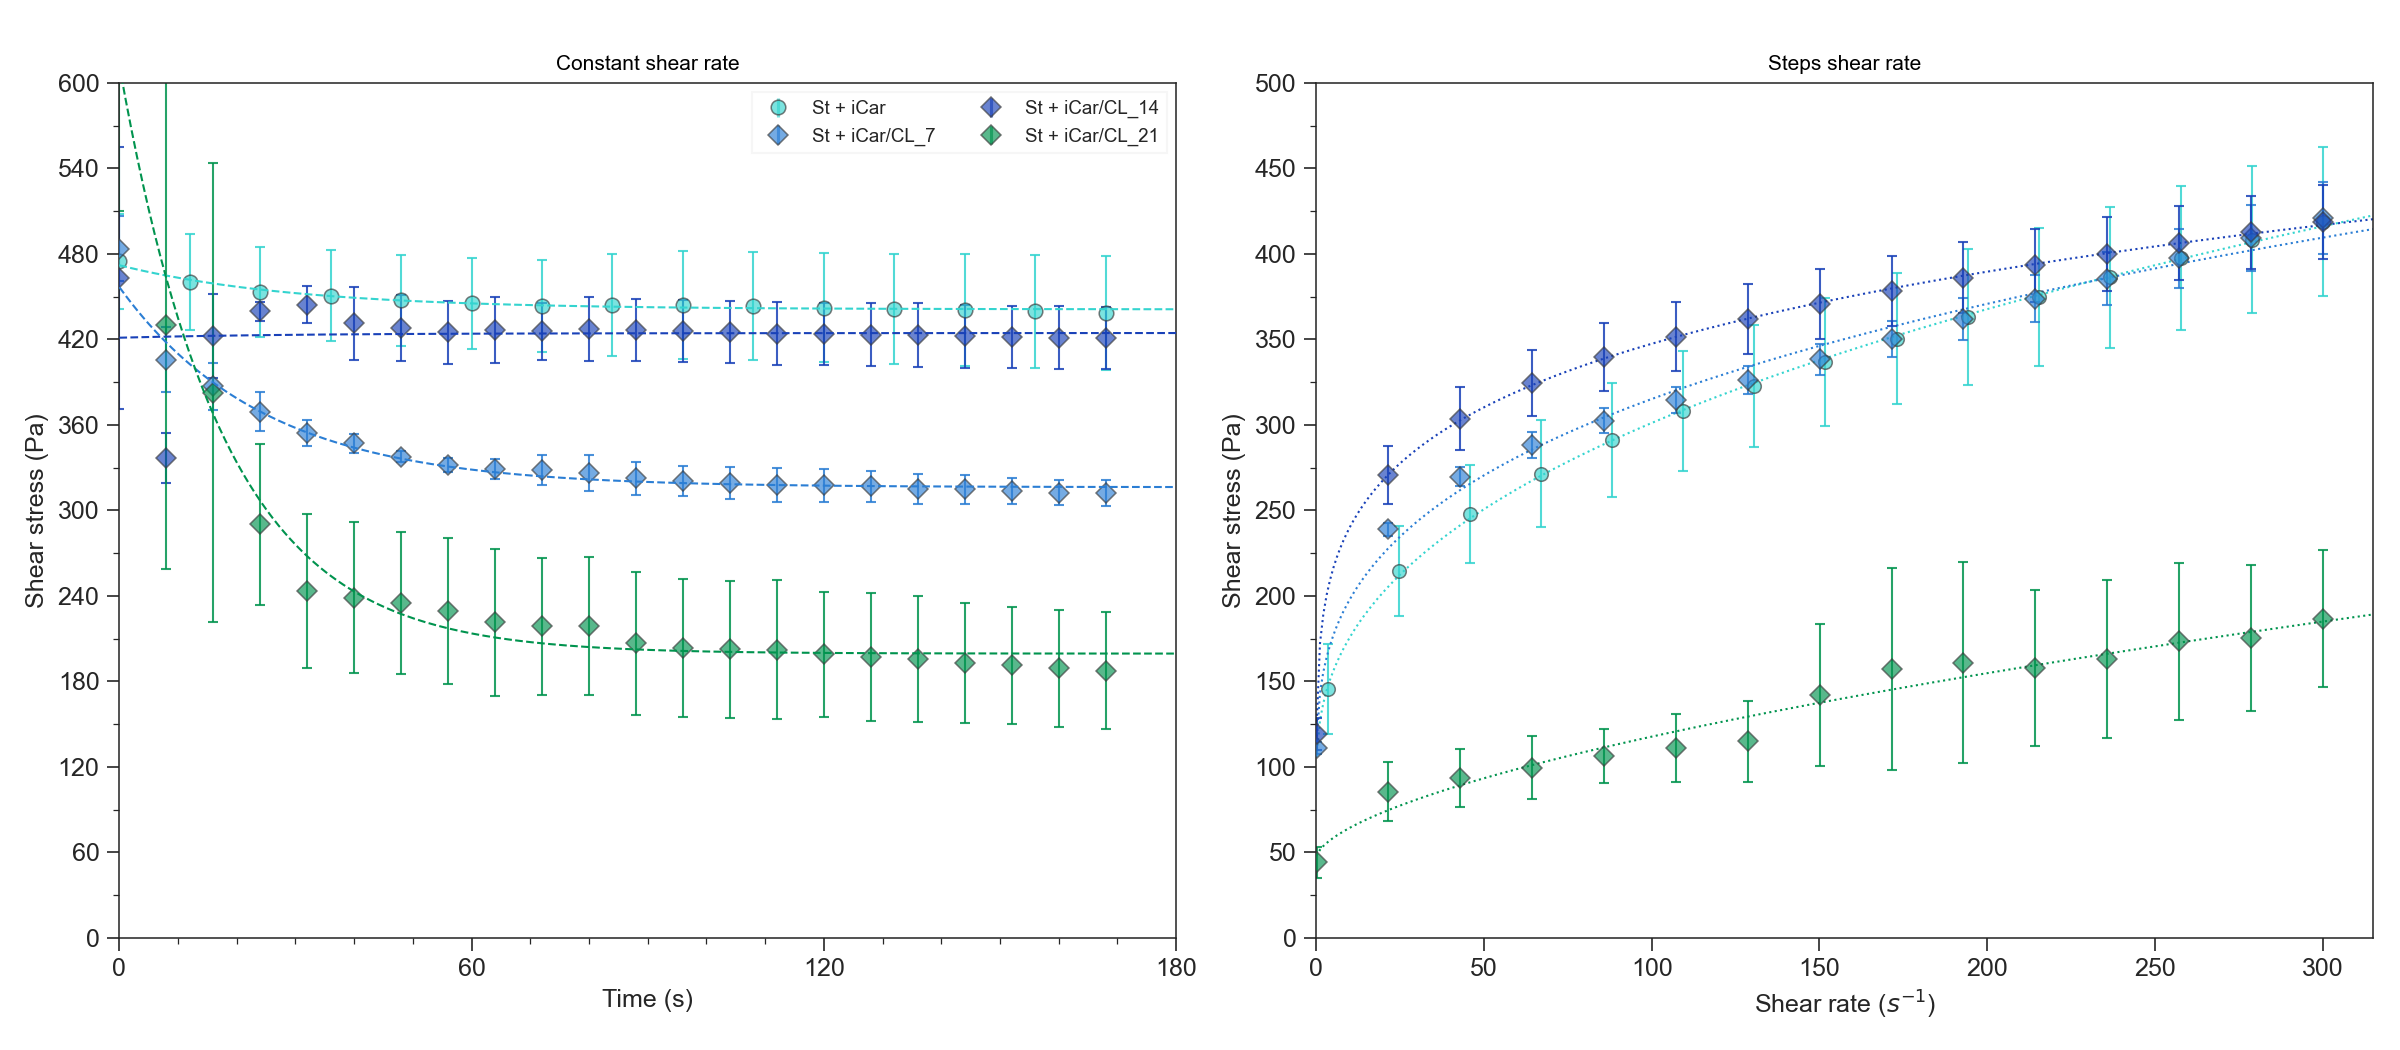 Constant shear rate
St + iCar
St + iCar/CL_7
St + iCar/CL_14
St + iCar/CL_21
600
540
480
420
360
300
240
180
120
60
0
Shear stress (Pa)
0 60 120 180
Time (s)
Steps shear rate
500
450
400
350
300
250
200
150
100
50
0
Shear stress (Pa)
0 50 100 150 200 250 300
Shear rate (s⁻¹)